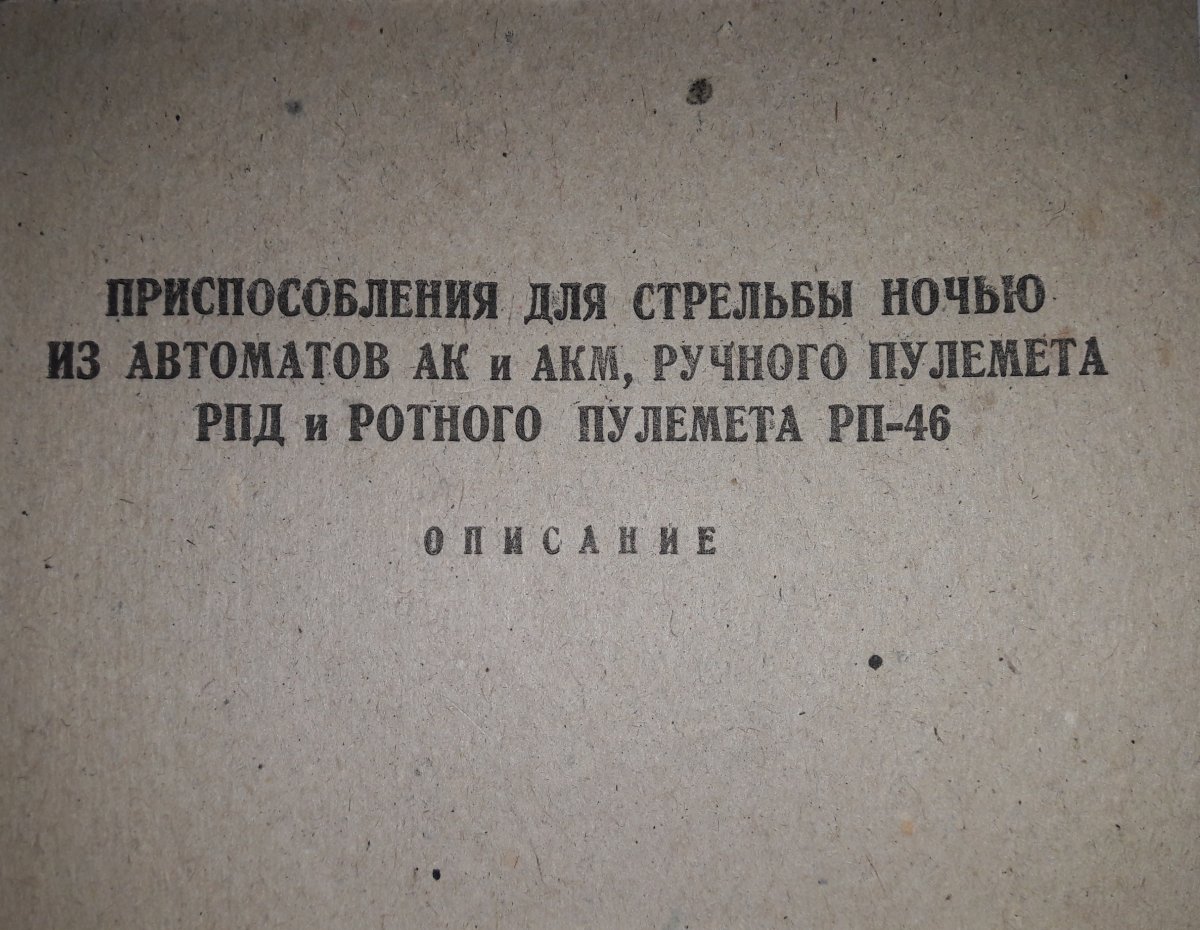 ПРИСПОСОБЛЕНИЯ ДЛЯ СТРЕЛЬБЫ НОЧЬЮ
ИЗ АВТОМАТОВ АК и АКМ, РУЧНОГО ПУЛЕМЕТА
РПД и РОТНОГО ПУЛЕМЕТА РП-46
ОПИСАНИЕ